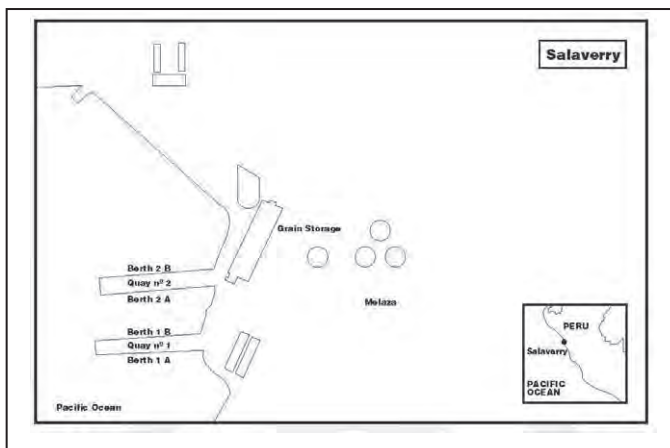 Salaverry
Grain Storage
Berth 2 B
Quay nº 2
Berth 2 A
Melaza
Berth 1 B
Quay nº 1
Berth 1 A
Pacific Ocean
PERU
Salaverry
PACIFIC
OCEAN